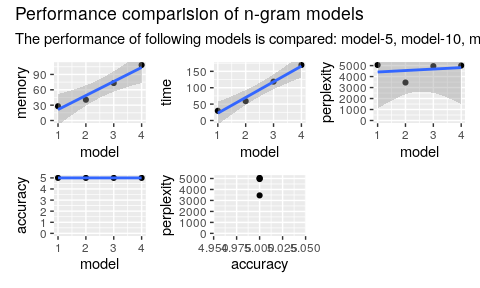 Performance comparision of n-gram models
The performance of following models is compared: model-5, model-10, m
memory
90
60
30
0
1 2 3 4
model
time
150
100
50
0
1 2 3 4
model
perplexity
5000
4000
3000
2000
1000
0
1 2 3 4
model
accuracy
5
4
3
2
1
0
1 2 3 4
model
perplexity
5000
4000
3000
2000
1000
0
4.950 4.975 5.000 5.025 5.050
accuracy